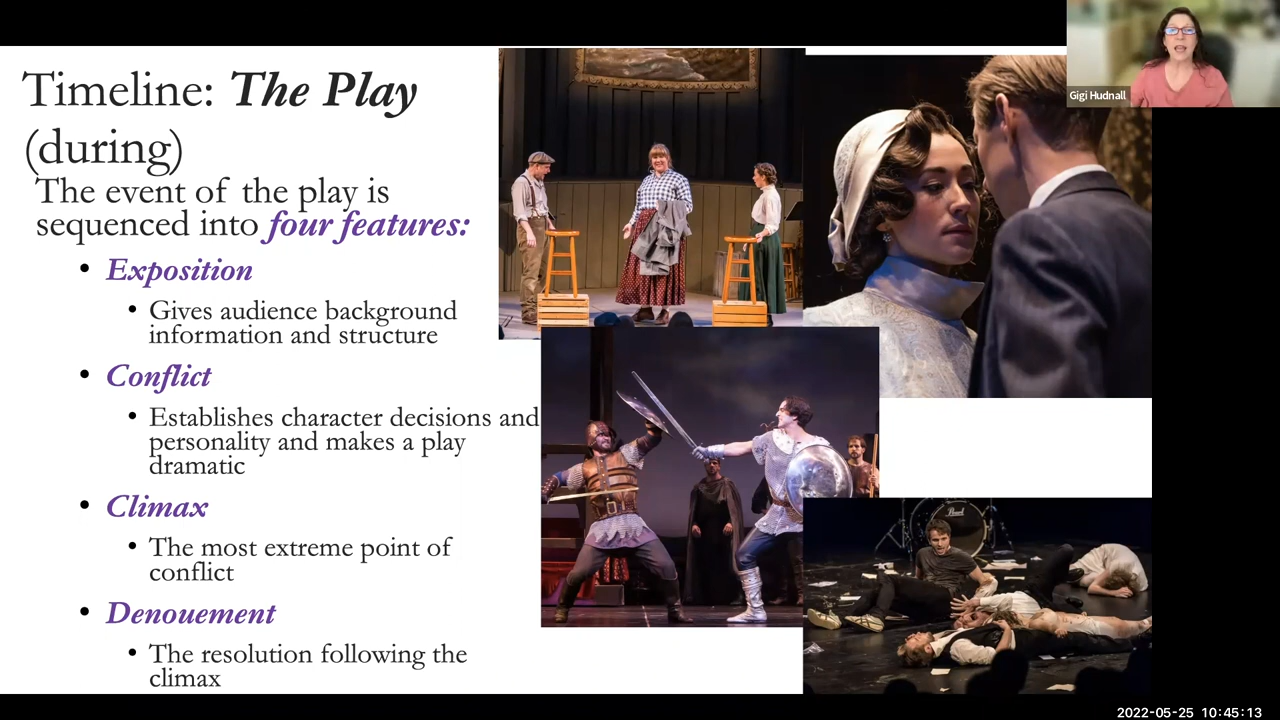 Timeline: The Play
(during)
The event of the play is
sequenced into four features:
• Exposition
• Gives audience background
information and structure
• Conflict
• Establishes character decisions and
personality and makes a play
dramatic
• Climax
• The most extreme point of
conflict
• Denouement
• The resolution following the
climax
Gigi Hudnall
Pearl
2022-05-25 10:45:13